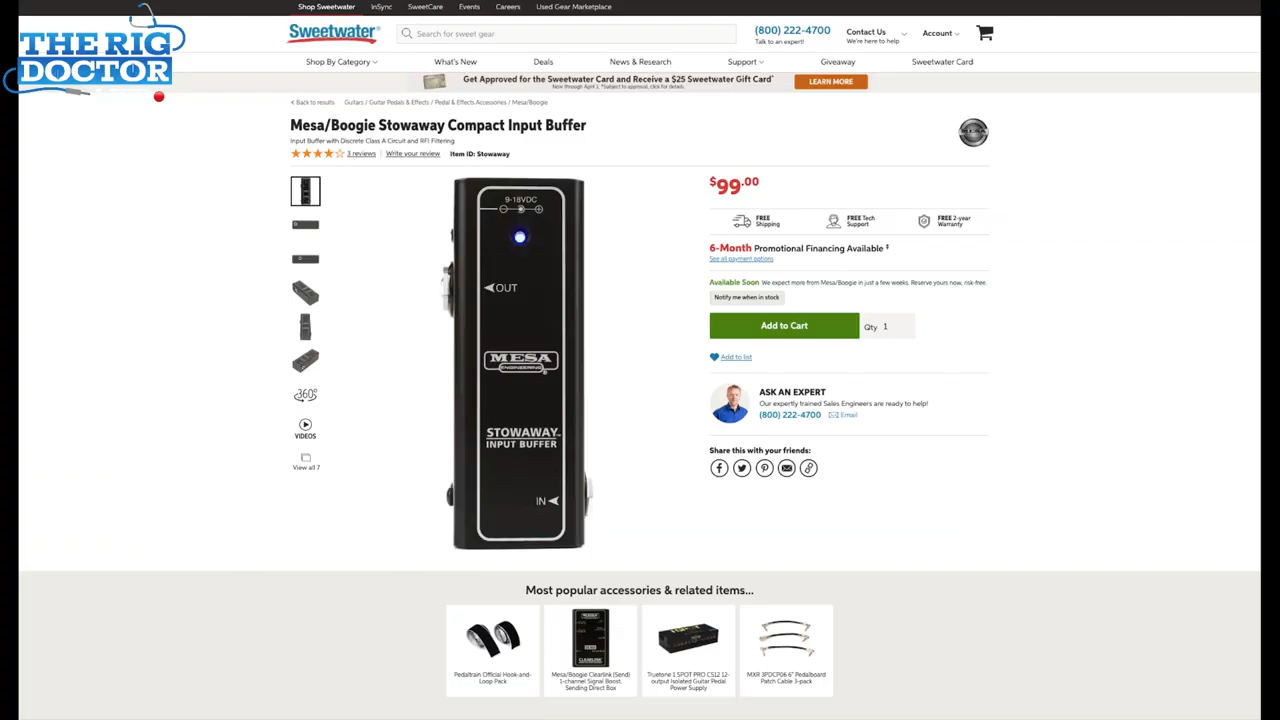 Shop Sweetwater InSync SweetCare Events Careers Used Gear Marketplace
THE RIG
DOCTOR
Sweetwater
Search for sweet gear
(800) 222-4700
Talk to an expert!
Contact Us
We're here to help
Account
Shop By Category What's New Deals News & Research Support Giveaway Sweetwater Card
Get Approved for the Sweetwater Card and Receive a $25 Sweetwater Gift Card*
Now through April 1. *Subject to approval, click for details.
LEARN MORE
Back to results Guitars / Guitar Pedals & Effects / Pedal & Effects Accessories / Mesa/Boogie
Mesa/Boogie Stowaway Compact Input Buffer
Input Buffer with Discrete Class A Circuit and RFI Filtering
3 reviews | Write your review Item ID: Stowaway
MESA
$99.00
FREE Shipping
FREE Tech Support
FREE 2-year Warranty
6-Month Promotional Financing Available ‡
See all payment options
Available Soon We expect more from Mesa/Boogie in just a few weeks. Reserve yours now, risk-free.
Notify me when in stock
Add to Cart
Qty 1
Add to list
ASK AN EXPERT
Our expertly trained Sales Engineers are ready to help!
(800) 222-4700 Email
Share this with your friends:
9-18VDC
OUT
MESA
ENGINEERING
STOWAWAY
INPUT BUFFER
IN
360°
VIDEOS
View all 7
Most popular accessories & related items...
Pedaltrain Official Hook-and-
Loop Pack
Mesa/Boogie Clearlink (Send)
1-channel Signal Boost,
Sending Direct Box
Truetone 1 SPOT PRO CS12 12-
output Isolated Guitar Pedal
Power Supply
MXR 3PDCP06 6" Pedalboard
Patch Cable 3-pack